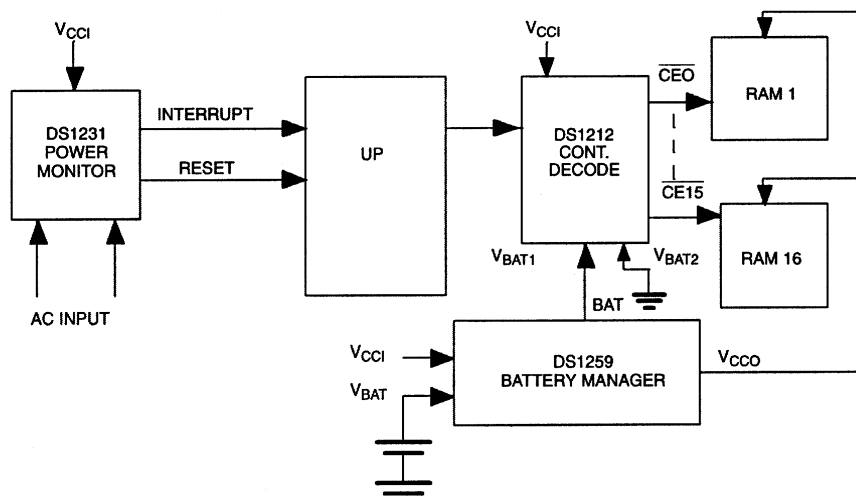 VCCI
DS1231
POWER
MONITOR
INTERRUPT
RESET
AC INPUT
UP
VCCI
DS1212
CONT.
DECODE
CEO
CE15
RAM 1
RAM 16
VBAT1
VBAT2
BAT
VCCI
VBAT
DS1259
BATTERY MANAGER
VCCO